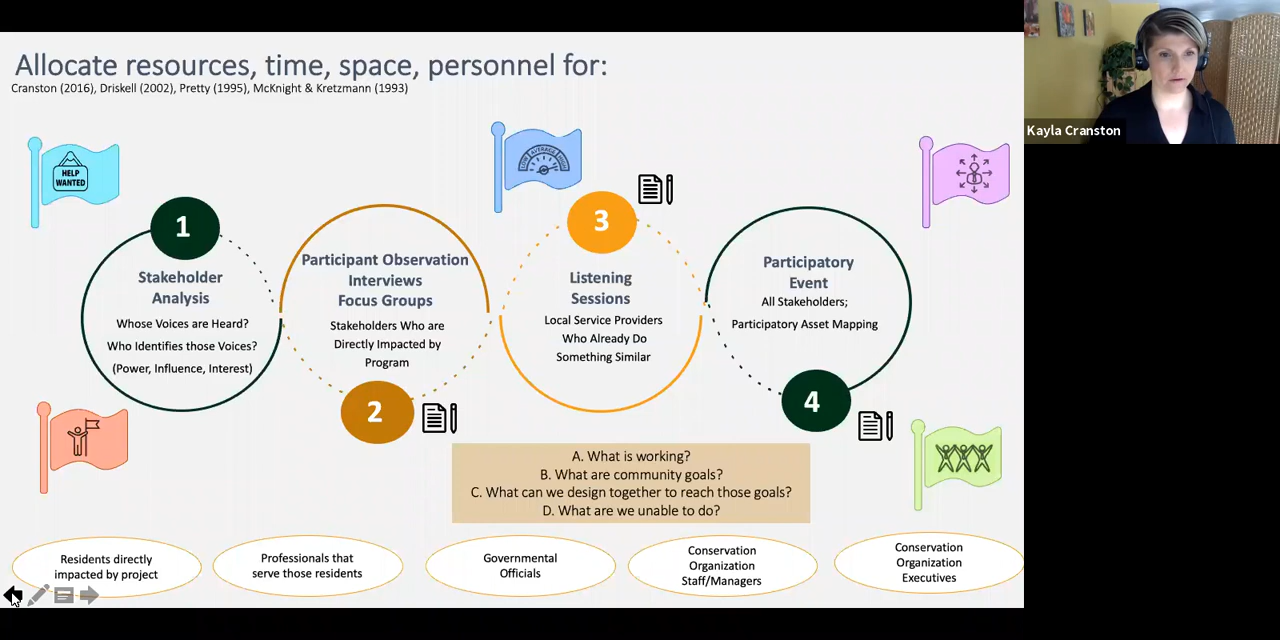 Allocate resources, time, space, personnel for:
Cranston (2016), Driskell (2002), Pretty (1995), McKnight & Kretzmann (1993)
Kayla Cranston
HELP
WANTED
LOW AVERAGE HIGH
1
Stakeholder
Analysis
Whose Voices are Heard?
Who Identifies those Voices?
(Power, Influence, Interest)
Participant Observation
Interviews
Focus Groups
Stakeholders Who are
Directly Impacted by
Program
2
3
Listening
Sessions
Local Service Providers
Who Already Do
Something Similar
Participatory
Event
All Stakeholders;
Participatory Asset Mapping
4
A. What is working?
B. What are community goals?
C. What can we design together to reach those goals?
D. What are we unable to do?
Residents directly
impacted by project
Professionals that
serve those residents
Governmental
Officials
Conservation
Organization
Staff/Managers
Conservation
Organization
Executives